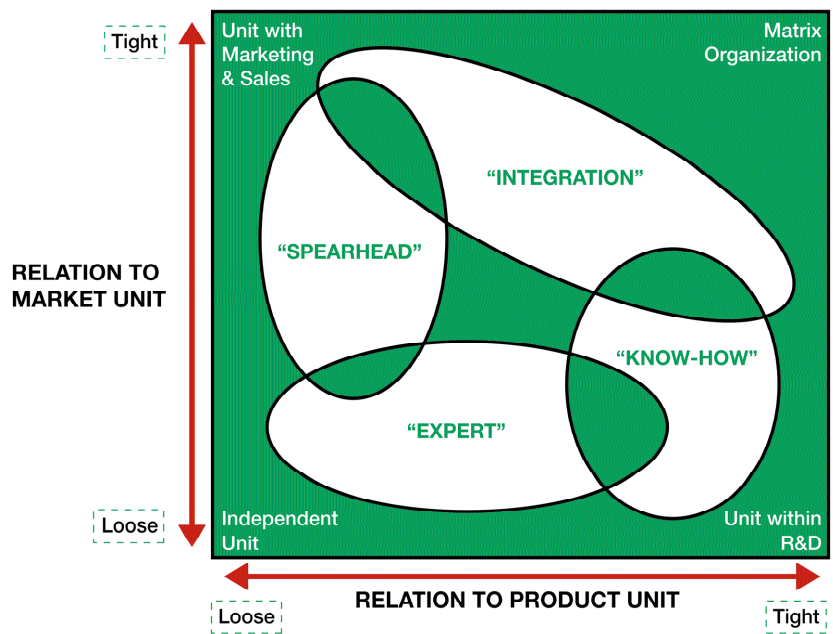 Tight
Unit with
Marketing
& Sales
Matrix
Organization
“INTEGRATION”
“SPEARHEAD”
RELATION TO
MARKET UNIT
“KNOW-HOW”
“EXPERT”
Loose
Independent
Unit
Unit within
R&D
RELATION TO PRODUCT UNIT
Loose
Tight